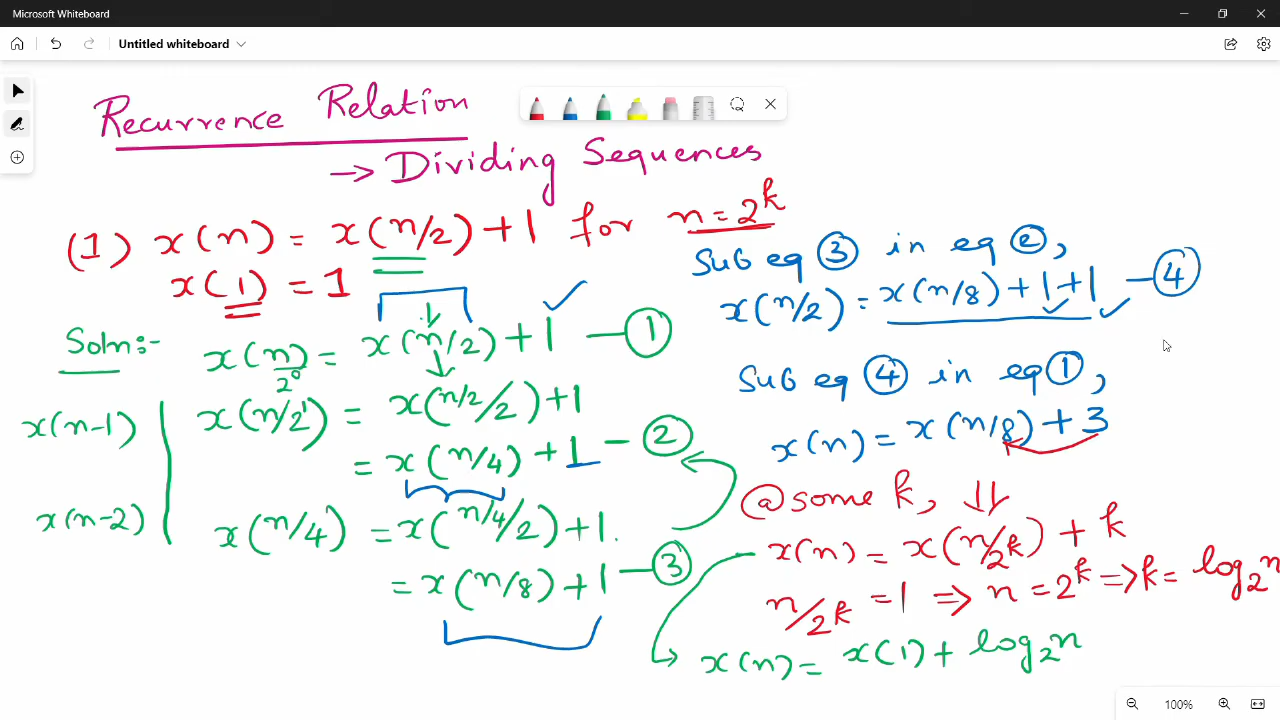 Microsoft Whiteboard
Untitled whiteboard
Recurrence Relation
→ Dividing Sequences
(1) x(n) = x(n/2) + 1 for n = 2^k
x(1) = 1
Soln:-
x(n/2^0) = x(n/2) + 1 — ①
x(n/2^1) = x(n/2/2) + 1
= x(n/4) + 1 — ②
x(n-1)
x(n-2)
x(n/4) = x(n/4/2) + 1.
= x(n/8) + 1 — ③
Sub eq ③ in eq ②,
x(n/2) = x(n/8) + 1 + 1 — ④
Sub eq ④ in eq ①,
x(n) = x(n/8) + 3
@some k, ↓↓
x(n) = x(n/2^k) + k
n/2^k = 1 => n = 2^k => k = log₂n
x(n) = x(1) + log₂n
100%